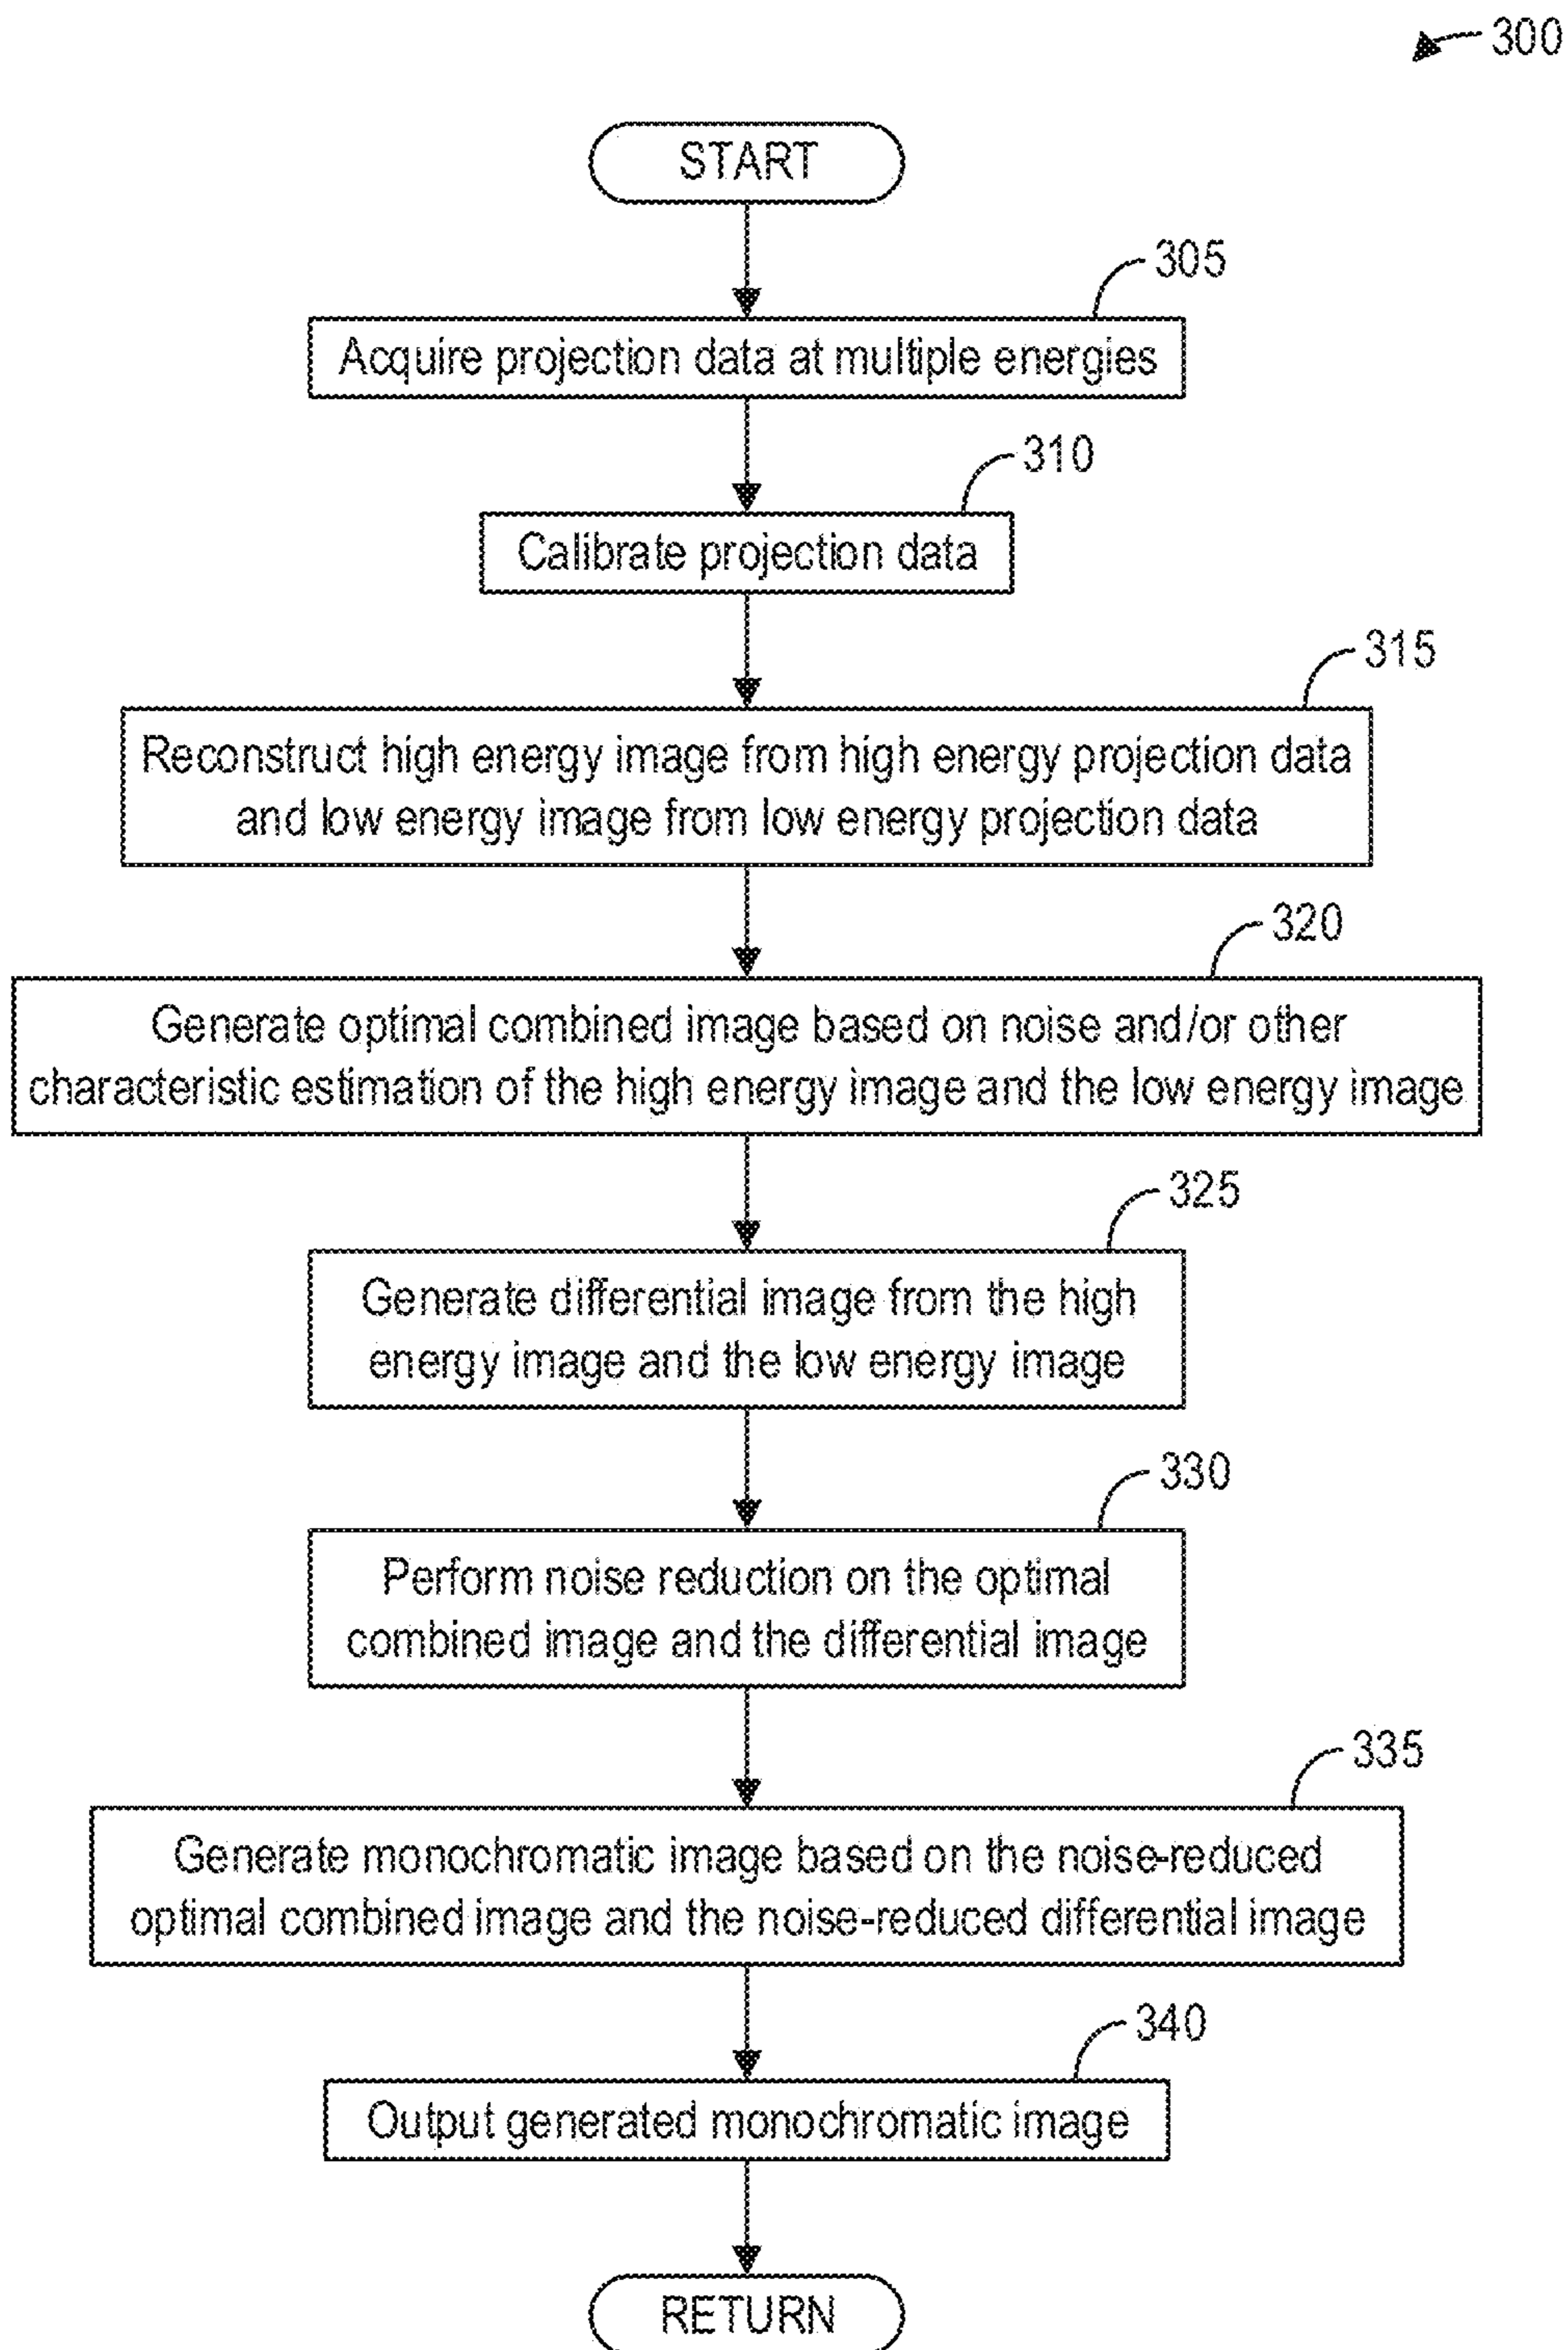 300
START
305
Acquire projection data at multiple energies
310
Calibrate projection data
315
Reconstruct high energy image from high energy projection data
and low energy image from low energy projection data
320
Generate optimal combined image based on noise and/or other
characteristic estimation of the high energy image and the low energy image
325
Generate differential image from the high
energy image and the low energy image
330
Perform noise reduction on the optimal
combined image and the differential image
335
Generate monochromatic image based on the noise-reduced
optimal combined image and the noise-reduced differential image
340
Output generated monochromatic image
RETURN